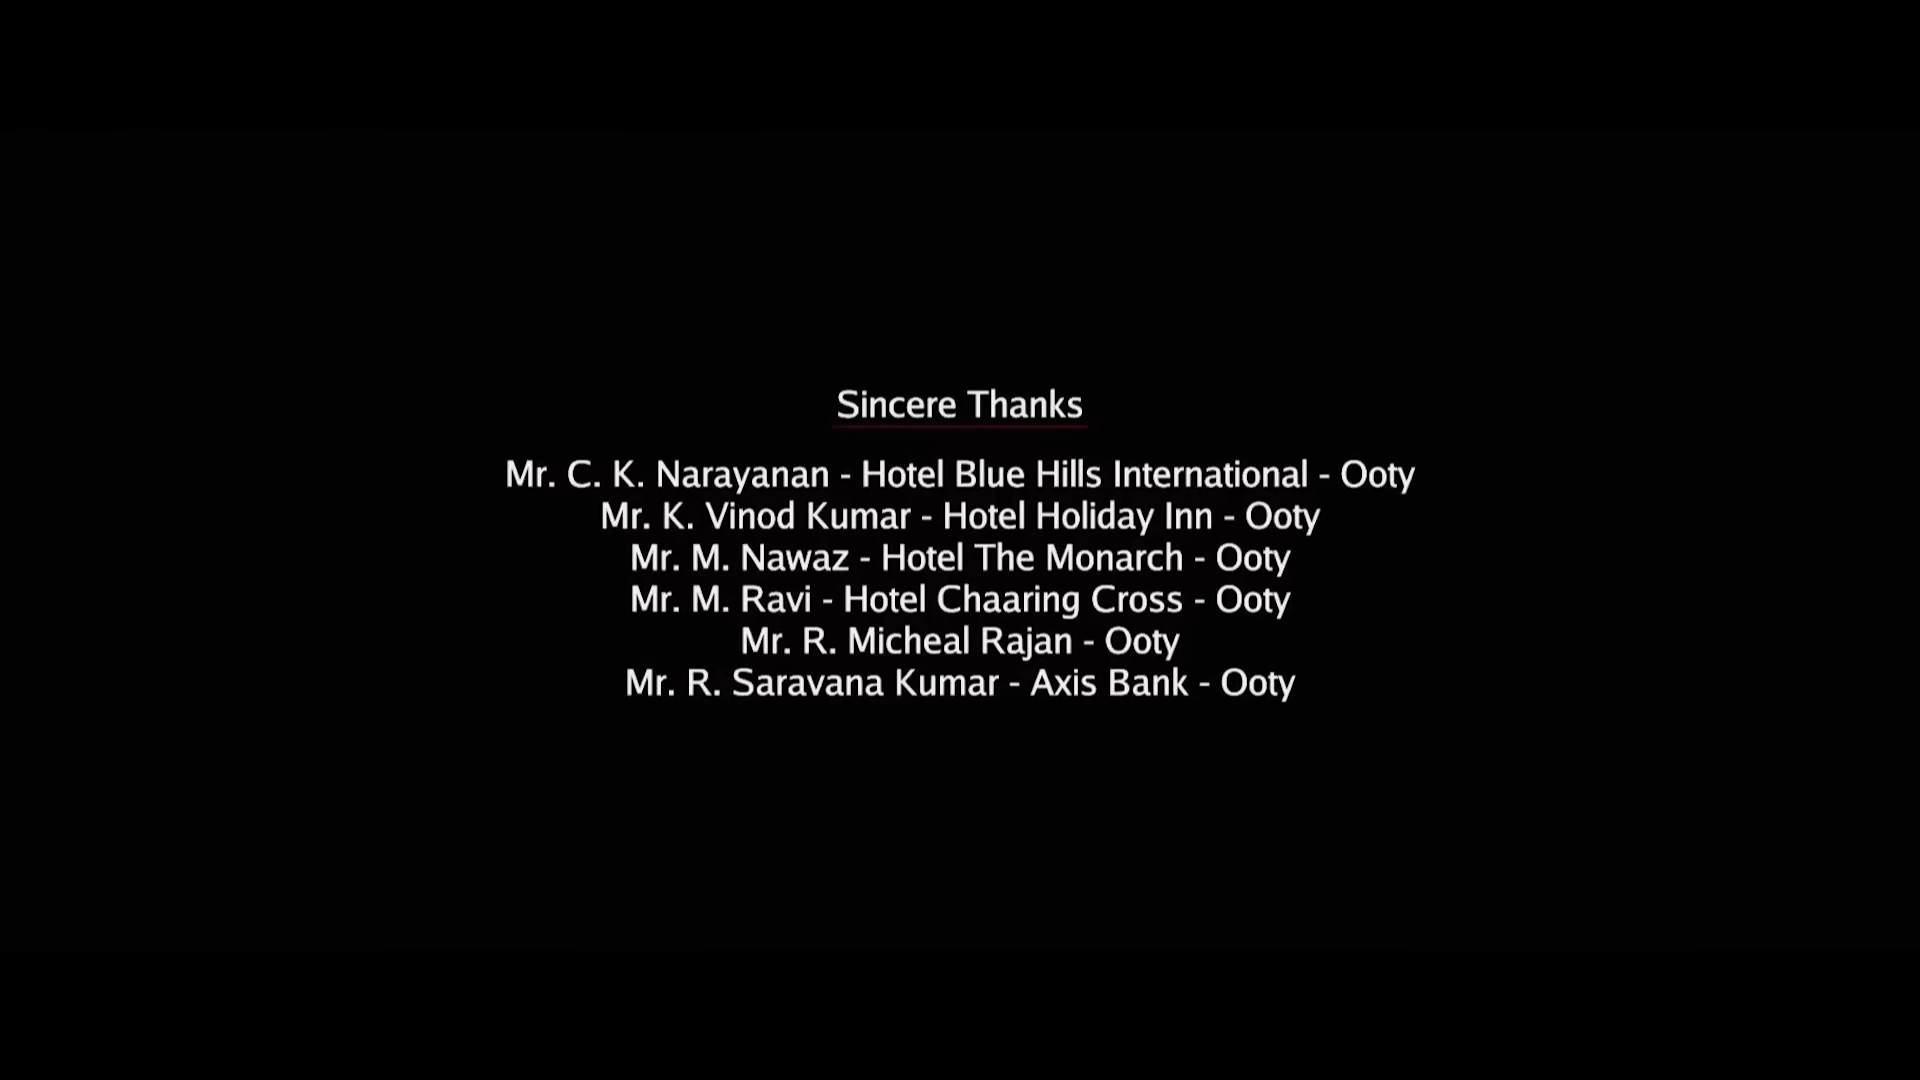 Sincere Thanks
Mr. C. K. Narayanan - Hotel Blue Hills International - Ooty
Mr. K. Vinod Kumar - Hotel Holiday Inn - Ooty
Mr. M. Nawaz - Hotel The Monarch - Ooty
Mr. M. Ravi - Hotel Chaaring Cross - Ooty
Mr. R. Micheal Rajan - Ooty
Mr. R. Saravana Kumar - Axis Bank - Ooty